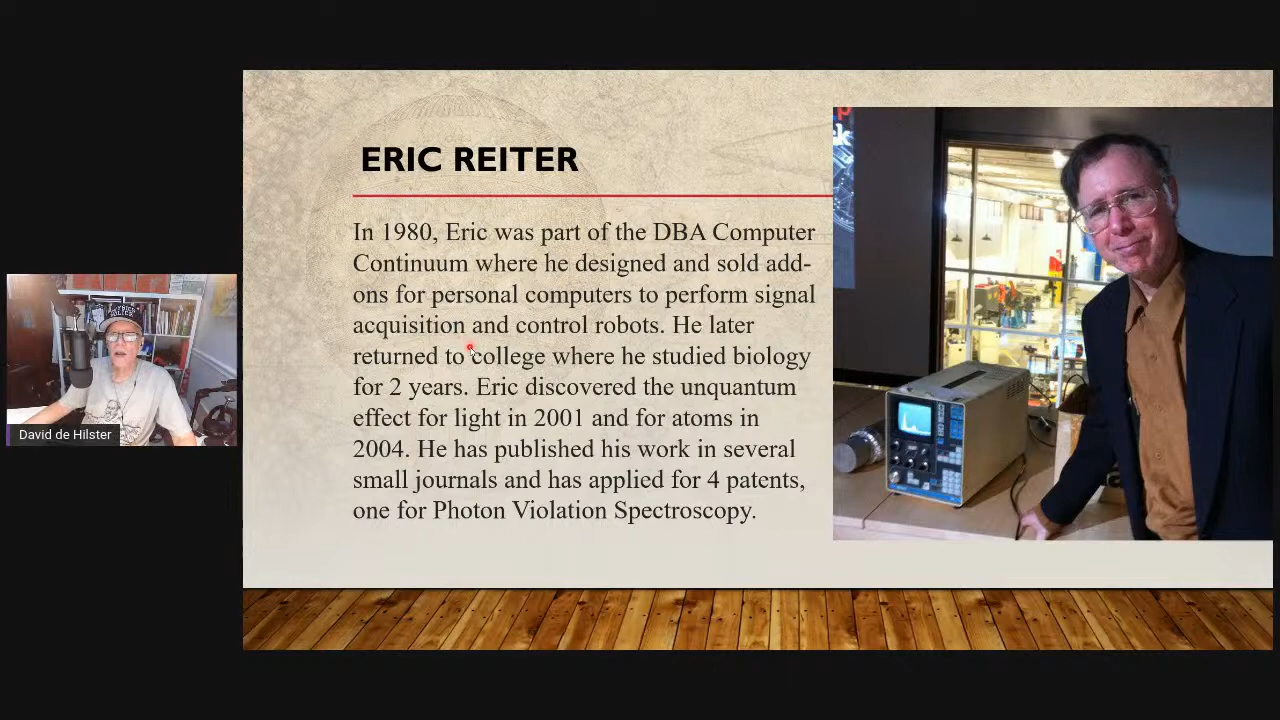 ERIC REITER
In 1980, Eric was part of the DBA Computer
Continuum where he designed and sold add-
ons for personal computers to perform signal
acquisition and control robots. He later
returned to college where he studied biology
for 2 years. Eric discovered the unquantum
effect for light in 2001 and for atoms in
2004. He has published his work in several
small journals and has applied for 4 patents,
one for Photon Violation Spectroscopy.
David de Hilster